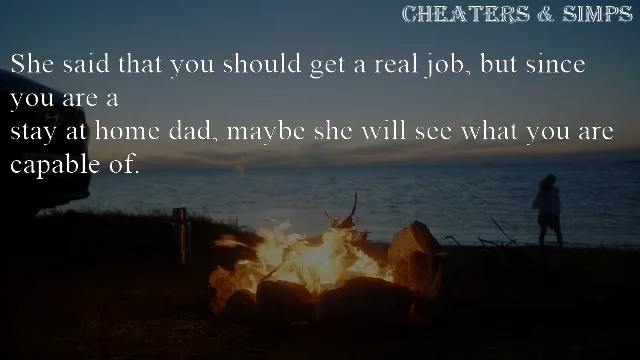 CHEATERS & SIMPS
She said that you should get a real job, but since
you are a
stay at home dad, maybe she will see what you are
capable of.